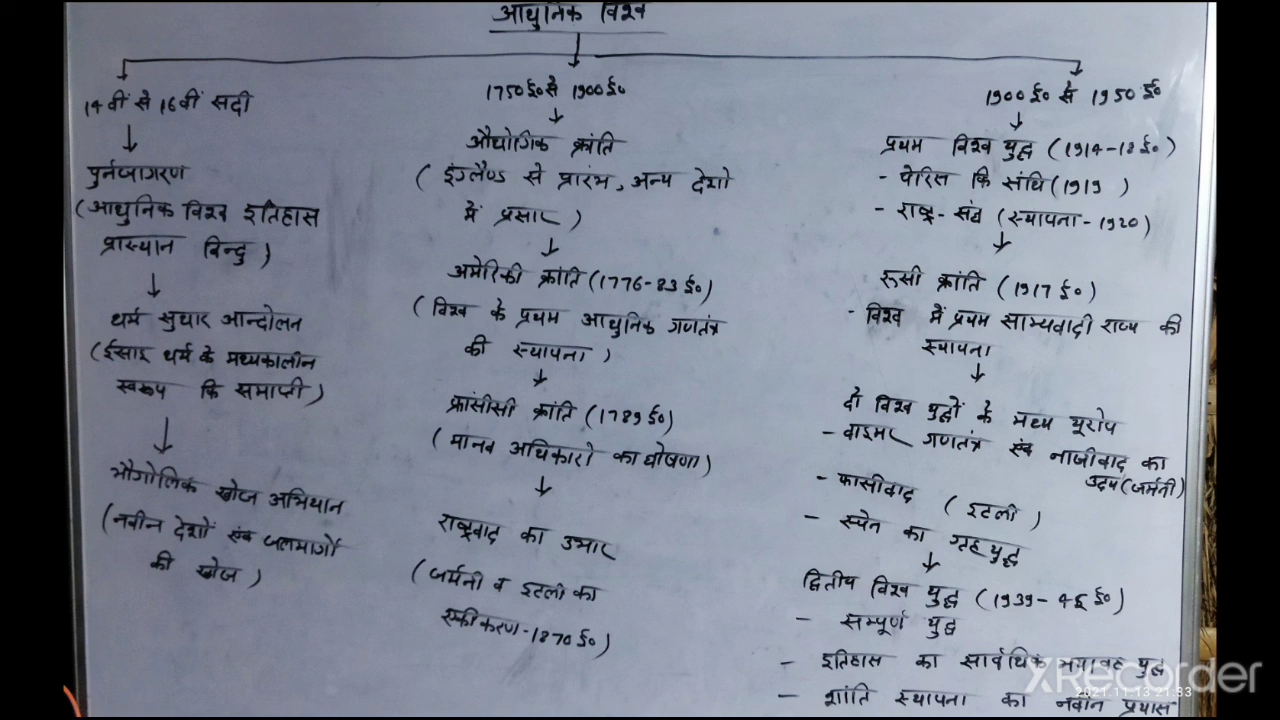 आधुनिक विश्व
14वीं से 16वीं सदी
पुर्नजागरण
(आधुनिक विश्व इतिहास
प्रास्थान बिन्दु)
धर्म सुधार आन्दोलन
(ईसाइ धर्म के मध्यकालीन
स्वरूप कि समाप्ती)
भौगोलिक खोज अभियान
(नवीन देशों एंव जलमार्गो
की खोज)
1750 ई० से 1900 ई०
औधोगिक क्रांति
(इंग्लैण्ड से प्रारंभ, अन्य देशो
में प्रसार)
अमेरिकी क्रांति (1776-83 ई०)
(विश्व के प्रथम आधुनिक गणतंत्र
की स्थापना)
फ्रांसीसी क्रांति (1789 ई०)
(मानव अधिकारो का घोषणा)
राष्ट्रवाद का उभार
(जर्मनी व इटली का
एकीकरण-1870 ई०)
1900 ई० से 1950 ई०
प्रथम विश्व युद्ध (1914-18 ई०)
- पेरिस कि संधि (1919)
- राष्ट्र-संघ (स्थापना-1920)
रूसी क्रांति (1917 ई०)
- विश्व में प्रथम साम्यवादी राज्य की
स्थापना
दो विश्व युद्धों के मध्य यूरोप
- वाइमर गणतंत्र एंव नाजीवाद का
उदय (जर्मनी)
- फासीवाद (इटली)
- स्पेन का गृह युद्ध
द्वितीय विश्व युद्ध (1939-45 ई०)
- सम्पूर्ण युद्ध
- इतिहास का सार्वधिक भयावह युद्ध
- शांति स्थापना का नवीन प्रयास
XRecorder
2021.11.13 21:33